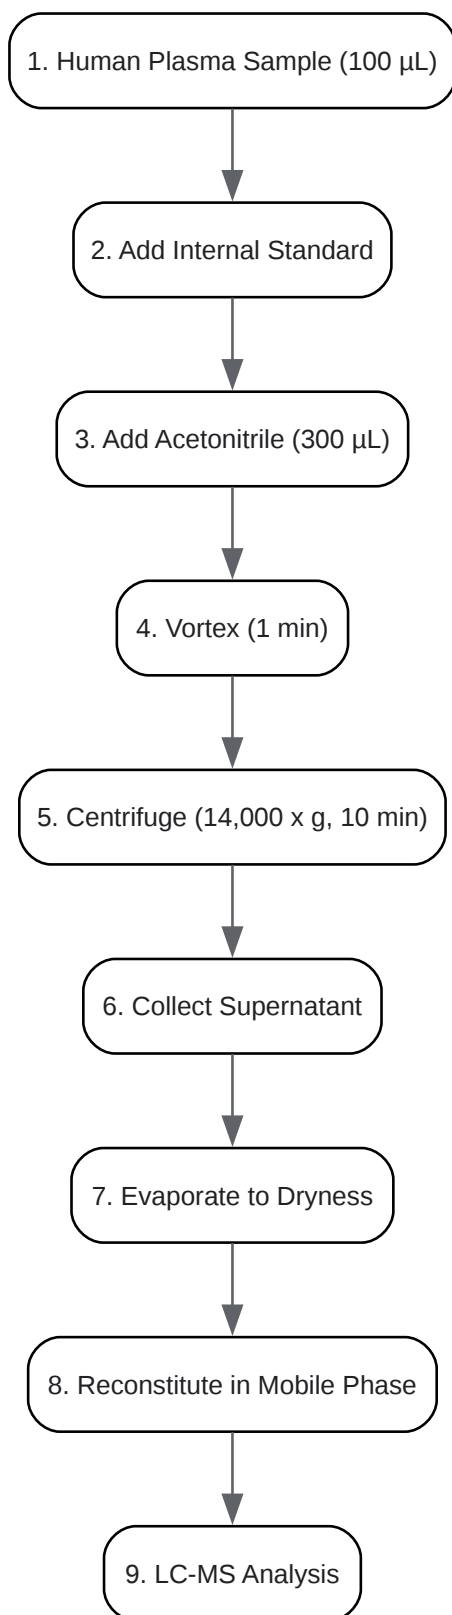 1. Human Plasma Sample (100 µL)
2. Add Internal Standard
3. Add Acetonitrile (300 µL)
4. Vortex (1 min)
5. Centrifuge (14,000 x g, 10 min)
6. Collect Supernatant
7. Evaporate to Dryness
8. Reconstitute in Mobile Phase
9. LC-MS Analysis